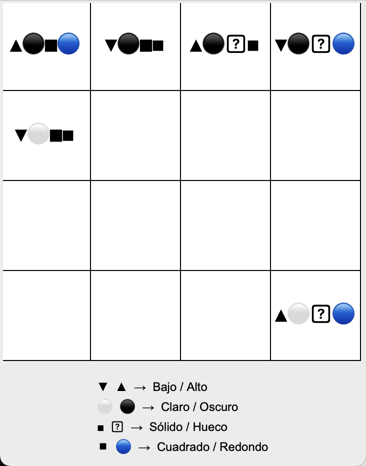 ▲⚫■🔵 ▼⚫■■ ▲⚫?■ ▼⚫?🔵
▼⚪■■
▲⚪?🔵
▼ ▲ → Bajo / Alto
⚪ ⚫ → Claro / Oscuro
■ ? → Sólido / Hueco
■ 🔵 → Cuadrado / Redondo